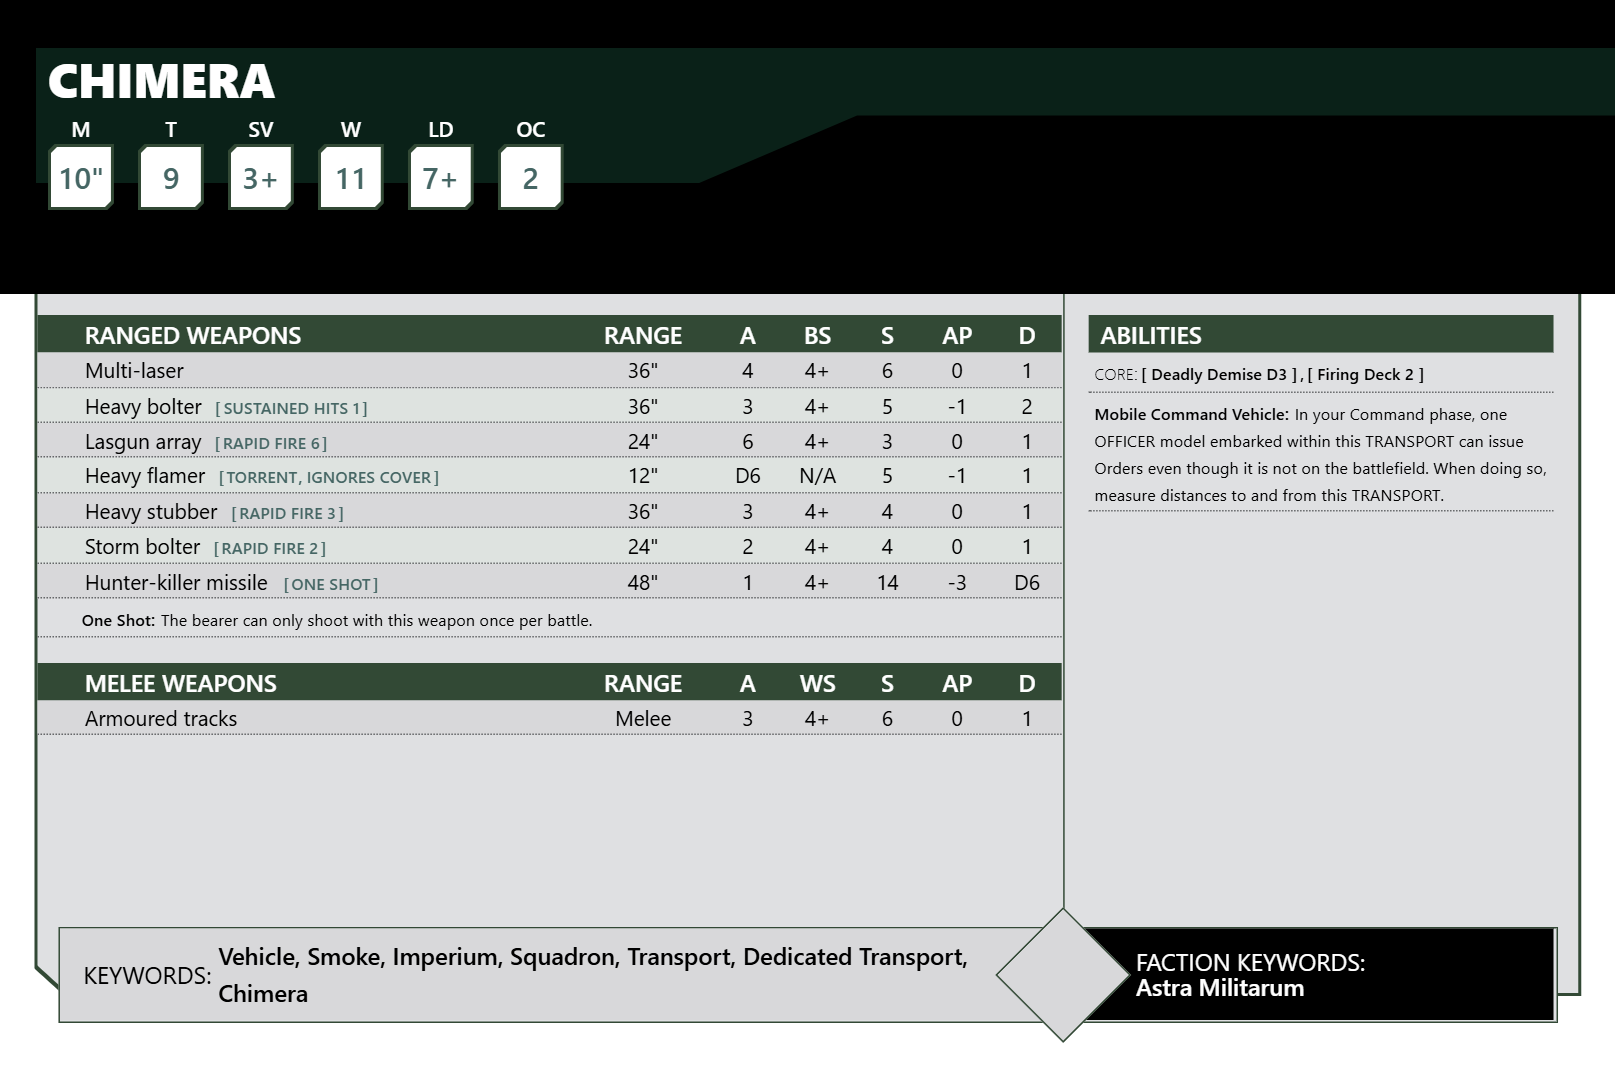 CHIMERA
M T SV W LD OC
10" 9 3+ 11 7+ 2
RANGED WEAPONS RANGE A BS S AP D
Multi-laser 36" 4 4+ 6 0 1
Heavy bolter [SUSTAINED HITS 1] 36" 3 4+ 5 -1 2
Lasgun array [RAPID FIRE 6] 24" 6 4+ 3 0 1
Heavy flamer [TORRENT, IGNORES COVER] 12" D6 N/A 5 -1 1
Heavy stubber [RAPID FIRE 3] 36" 3 4+ 4 0 1
Storm bolter [RAPID FIRE 2] 24" 2 4+ 4 0 1
Hunter-killer missile [ONE SHOT] 48" 1 4+ 14 -3 D6
One Shot: The bearer can only shoot with this weapon once per battle.
MELEE WEAPONS RANGE A WS S AP D
Armoured tracks Melee 3 4+ 6 0 1
ABILITIES
CORE: [ Deadly Demise D3 ] , [ Firing Deck 2 ]
Mobile Command Vehicle: In your Command phase, one
OFFICER model embarked within this TRANSPORT can issue
Orders even though it is not on the battlefield. When doing so,
measure distances to and from this TRANSPORT.
KEYWORDS: Vehicle, Smoke, Imperium, Squadron, Transport, Dedicated Transport,
Chimera
FACTION KEYWORDS:
Astra Militarum